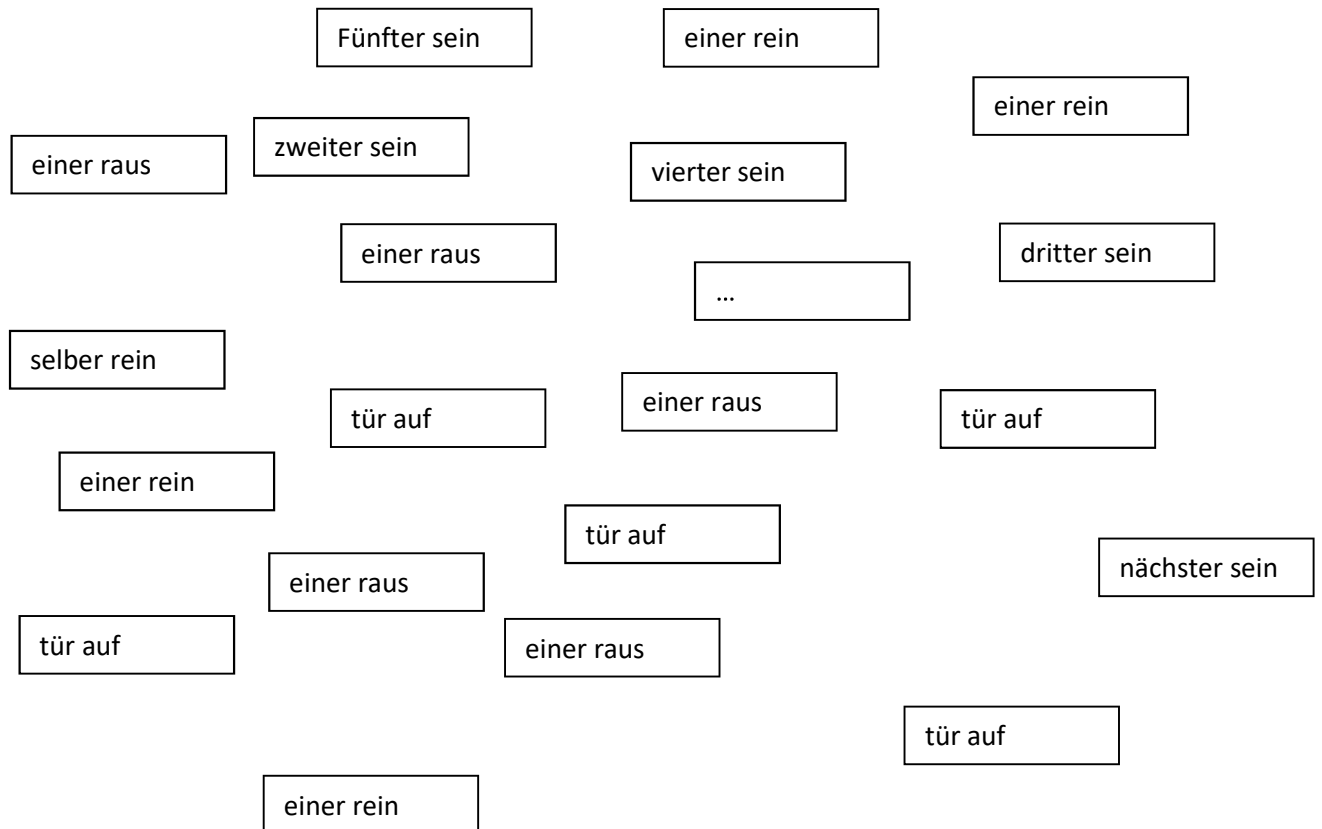 Fünfter sein
einer rein
einer rein
zweiter sein
einer raus
vierter sein
einer raus
dritter sein
...
selber rein
tür auf
einer raus
tür auf
einer rein
tür auf
einer raus
nächster sein
tür auf
einer raus
tür auf
einer rein